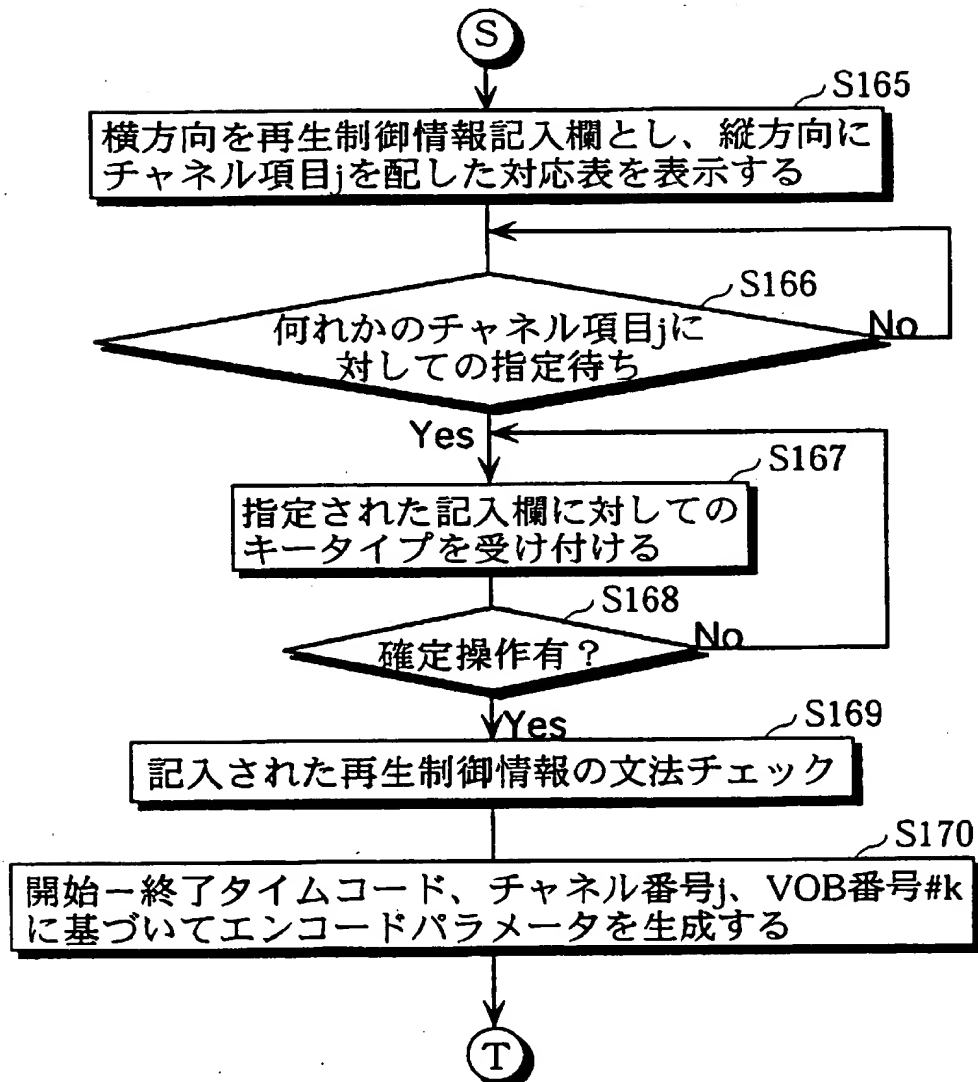 S
S165
横方向を再生制御情報記入欄とし、縦方向に
チャネル項目jを配した対応表を表示する
S166
何れかのチャネル項目jに
対しての指定待ち
No
Yes
S167
指定された記入欄に対しての
キータイプを受け付ける
S168
確定操作有？
No
Yes
S169
記入された再生制御情報の文法チェック
S170
開始－終了タイムコード、チャネル番号j、VOB番号#k
に基づいてエンコードパラメータを生成する
T